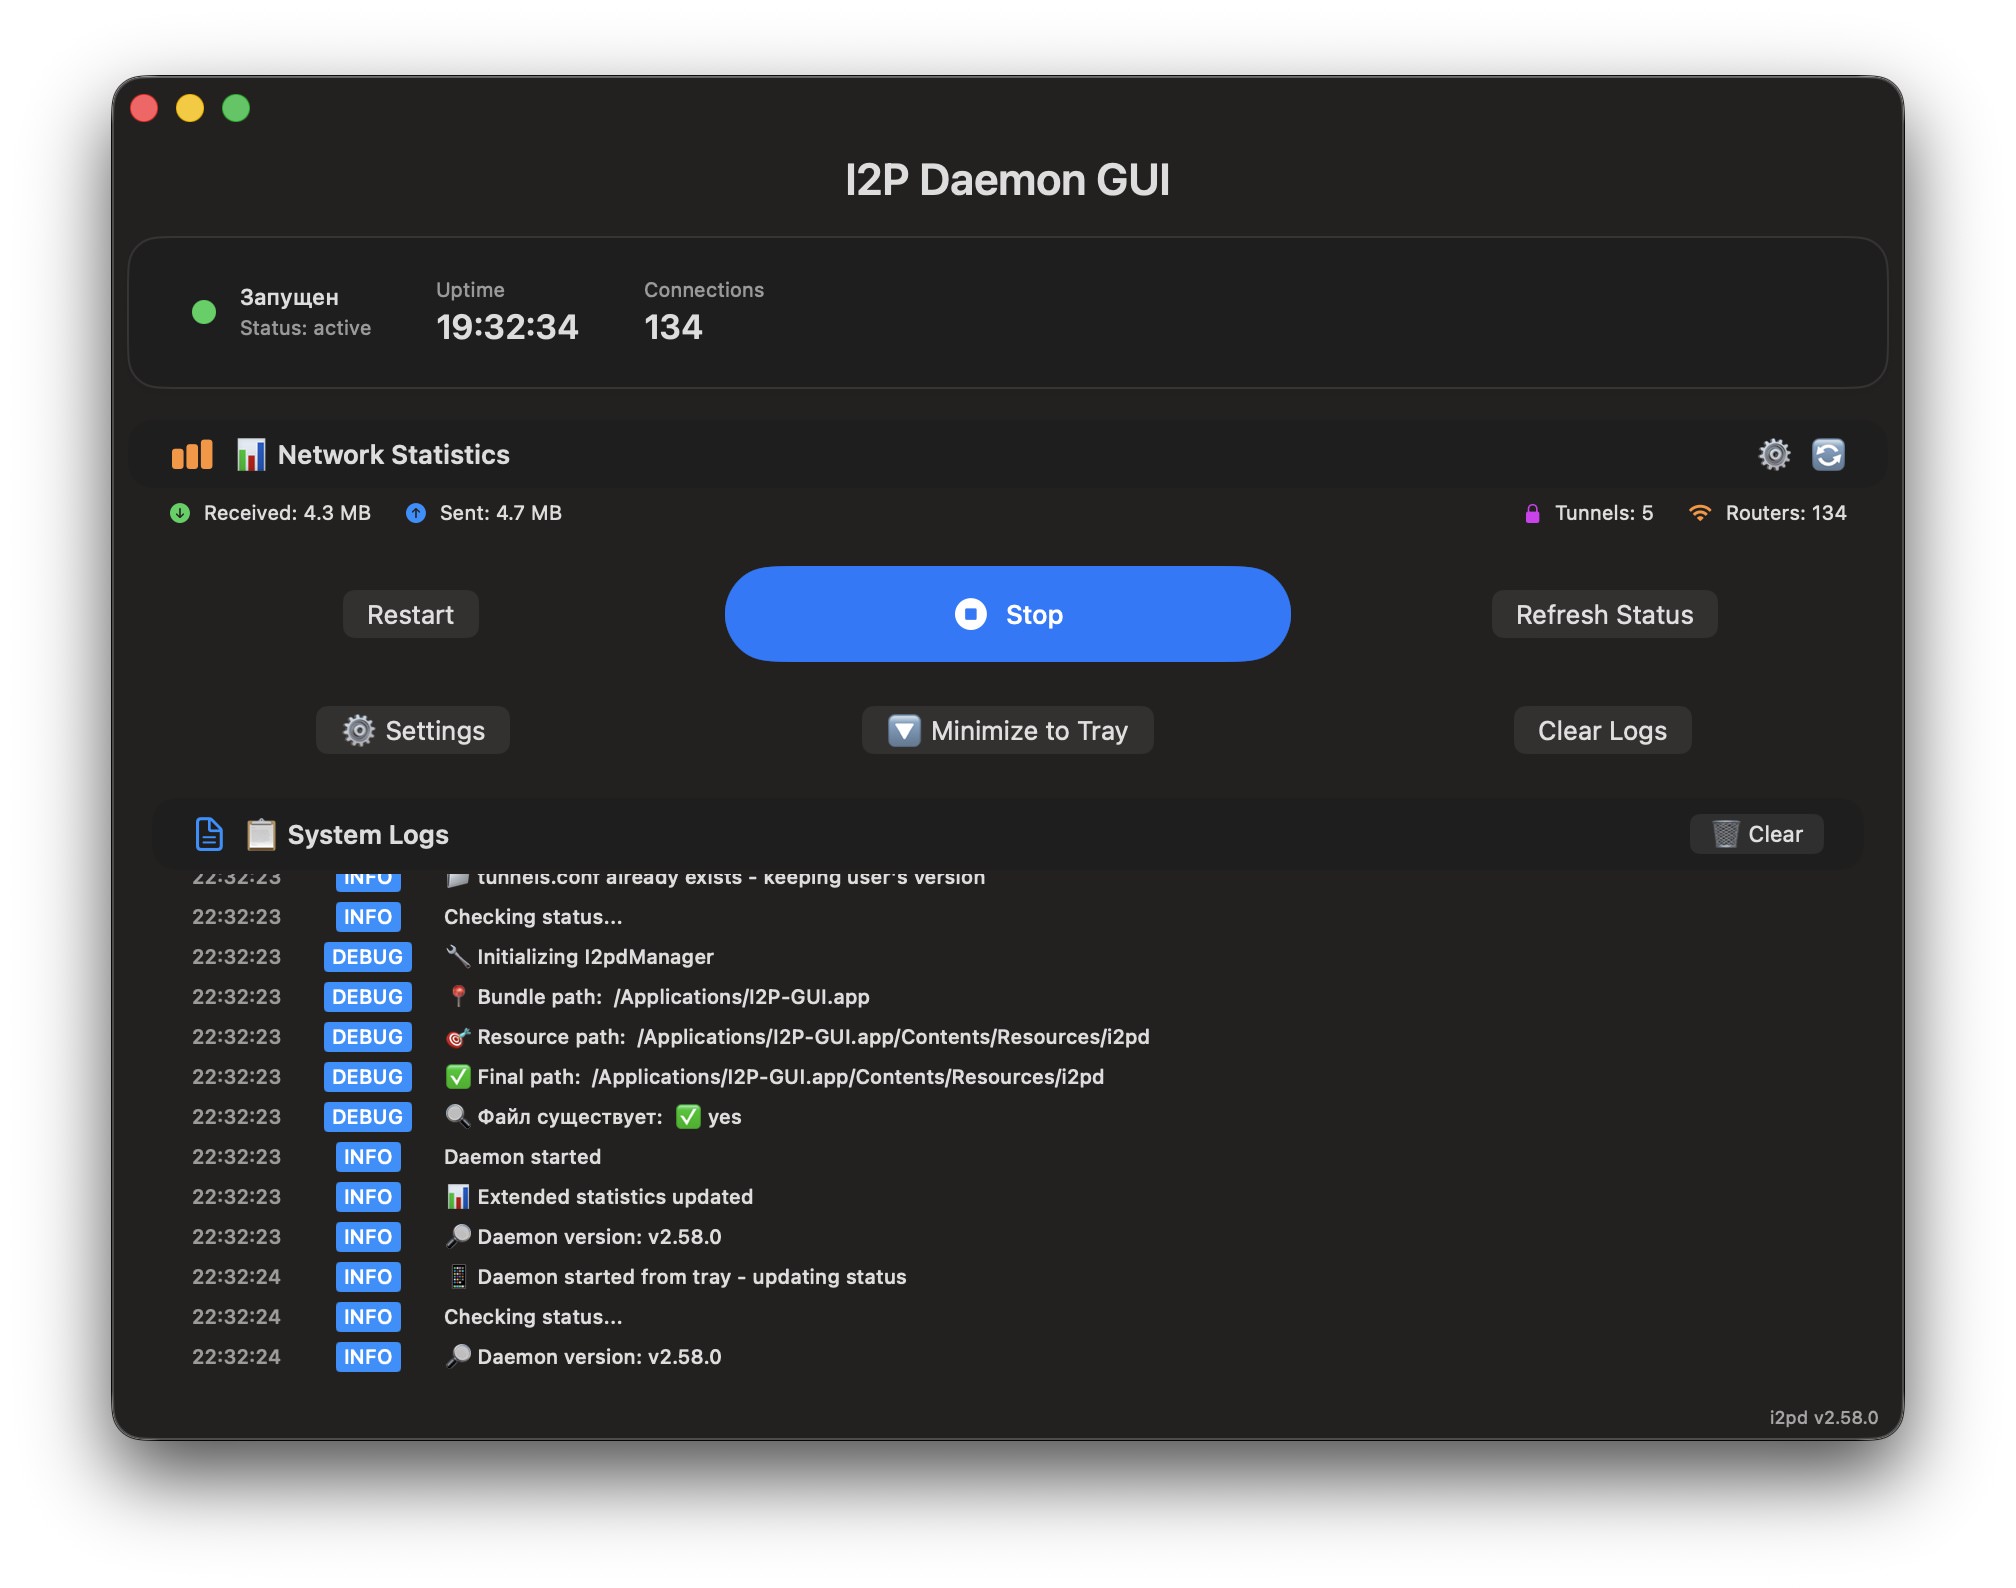 I2P Daemon GUI
Запущен
Status: active
Uptime
19:32:34
Connections
134
Network Statistics
Received: 4.3 MB
Sent: 4.7 MB
Tunnels: 5
Routers: 134
Restart
Stop
Refresh Status
Settings
Minimize to Tray
Clear Logs
System Logs
Clear
22:32:23 INFO tunnels.conf already exists - keeping user's version
22:32:23 INFO Checking status...
22:32:23 DEBUG Initializing I2pdManager
22:32:23 DEBUG Bundle path: /Applications/I2P-GUI.app
22:32:23 DEBUG Resource path: /Applications/I2P-GUI.app/Contents/Resources/i2pd
22:32:23 DEBUG Final path: /Applications/I2P-GUI.app/Contents/Resources/i2pd
22:32:23 DEBUG Файл существует: yes
22:32:23 INFO Daemon started
22:32:23 INFO Extended statistics updated
22:32:23 INFO Daemon version: v2.58.0
22:32:24 INFO Daemon started from tray - updating status
22:32:24 INFO Checking status...
22:32:24 INFO Daemon version: v2.58.0
i2pd v2.58.0